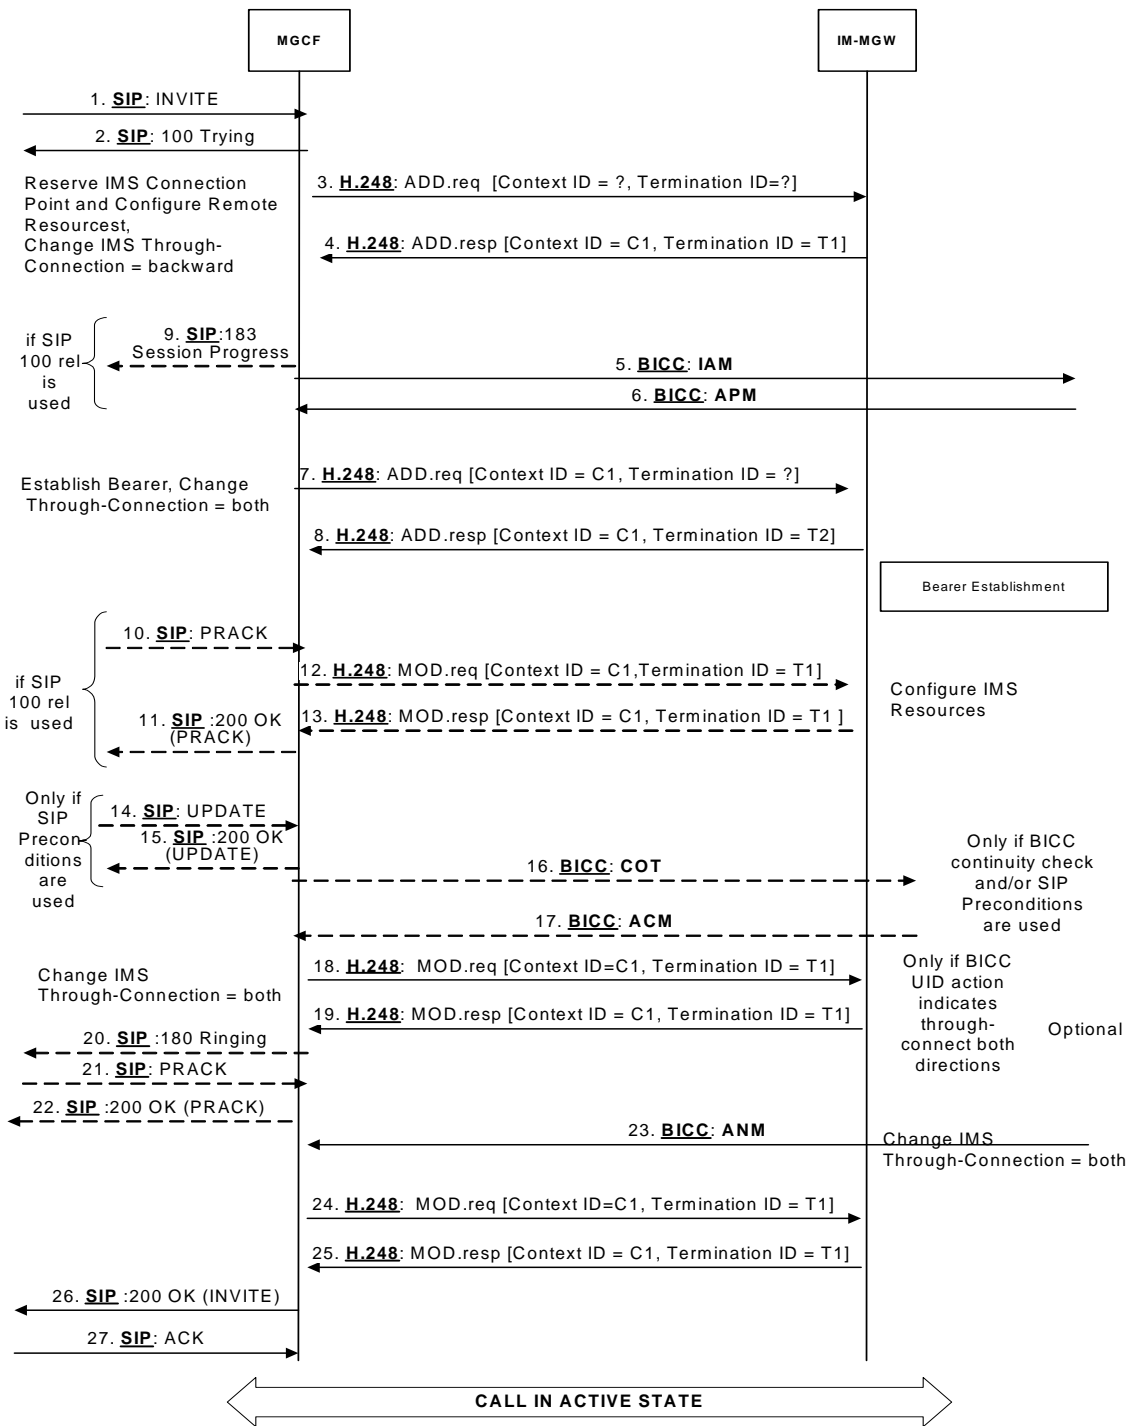 MGCF
IM-MGW
1. SIP: INVITE
2. SIP: 100 Trying
Reserve IMS Connection
Point and Configure Remote
Resourcest,
Change IMS Through-
Connection = backward
3. H.248: ADD.req [Context ID = ?, Termination ID=?]
4. H.248: ADD.resp [Context ID = C1, Termination ID = T1]
if SIP
100 rel
is
used
9. SIP:183
Session Progress
5. BICC: IAM
6. BICC: APM
Establish Bearer, Change
Through-Connection = both
7. H.248: ADD.req [Context ID = C1, Termination ID = ?]
8. H.248: ADD.resp [Context ID = C1, Termination ID = T2]
Bearer Establishment
if SIP
100 rel
is used
10. SIP: PRACK
12. H.248: MOD.req [Context ID = C1,Termination ID = T1]
11. SIP :200 OK
(PRACK)
13. H.248: MOD.resp [Context ID = C1, Termination ID = T1 ]
Configure IMS
Resources
Only if
SIP
Precon
ditions
are
used
14. SIP: UPDATE
15. SIP :200 OK
(UPDATE)
16. BICC: COT
Only if BICC
continuity check
and/or SIP
Preconditions
are used
17. BICC: ACM
Change IMS
Through-Connection = both
18. H.248: MOD.req [Context ID=C1, Termination ID = T1]
19. H.248: MOD.resp [Context ID = C1, Termination ID = T1]
Only if BICC
UID action
indicates
through-
connect both
directions
Optional
20. SIP :180 Ringing
21. SIP: PRACK
22. SIP :200 OK (PRACK)
23. BICC: ANM
Change IMS
Through-Connection = both
24. H.248: MOD.req [Context ID=C1, Termination ID = T1]
25. H.248: MOD.resp [Context ID = C1, Termination ID = T1]
26. SIP :200 OK (INVITE)
27. SIP: ACK
CALL IN ACTIVE STATE